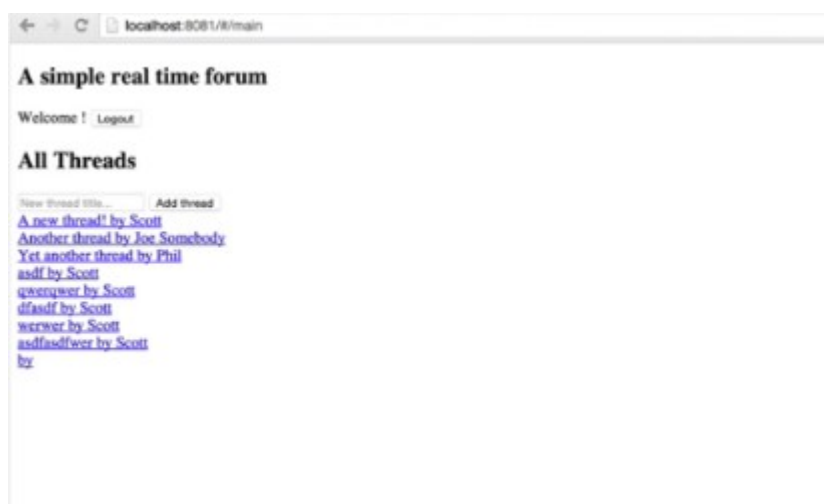 localhost:8081/#/main
A simple real time forum
Welcome ! Logout
All Threads
New thread title... Add thread
A new thread! by Scott
Another thread by Joe Somebody
Yet another thread by Phil
asdf by Scott
qwerqwer by Scott
dfasdf by Scott
werwer by Scott
asdfasdfwer by Scott
by